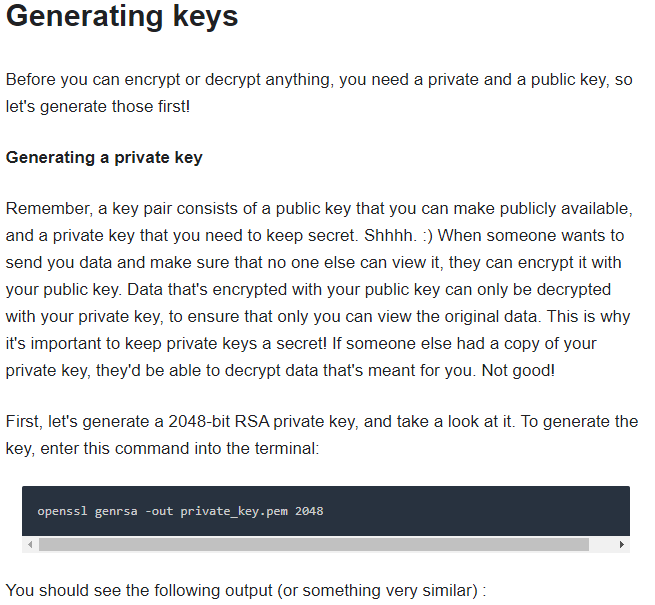 Generating keys
Before you can encrypt or decrypt anything, you need a private and a public key, so
let's generate those first!
Generating a private key
Remember, a key pair consists of a public key that you can make publicly available,
and a private key that you need to keep secret. Shhhh. :) When someone wants to
send you data and make sure that no one else can view it, they can encrypt it with
your public key. Data that's encrypted with your public key can only be decrypted
with your private key, to ensure that only you can view the original data. This is why
it's important to keep private keys a secret! If someone else had a copy of your
private key, they'd be able to decrypt data that's meant for you. Not good!
First, let's generate a 2048-bit RSA private key, and take a look at it. To generate the
key, enter this command into the terminal:
openssl genrsa -out private_key.pem 2048
You should see the following output (or something very similar) :